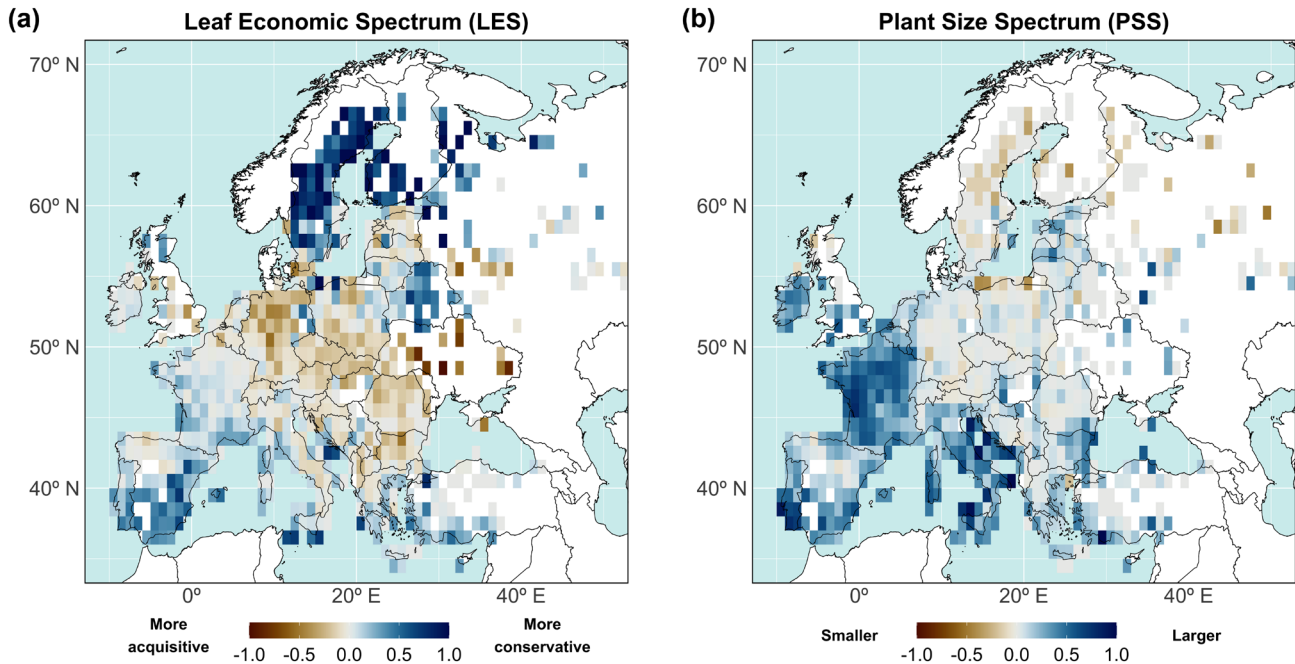 (a)
Leaf Economic Spectrum (LES)
70º N
60º N
50º N
40º N
0º
20º E
40º E
More
acquisitive
More
conservative
-1.0
-0.5
0.0
0.5
1.0
(b)
Plant Size Spectrum (PSS)
70º N
60º N
50º N
40º N
0º
20º E
40º E
Smaller
Larger
-1.0
-0.5
0.0
0.5
1.0